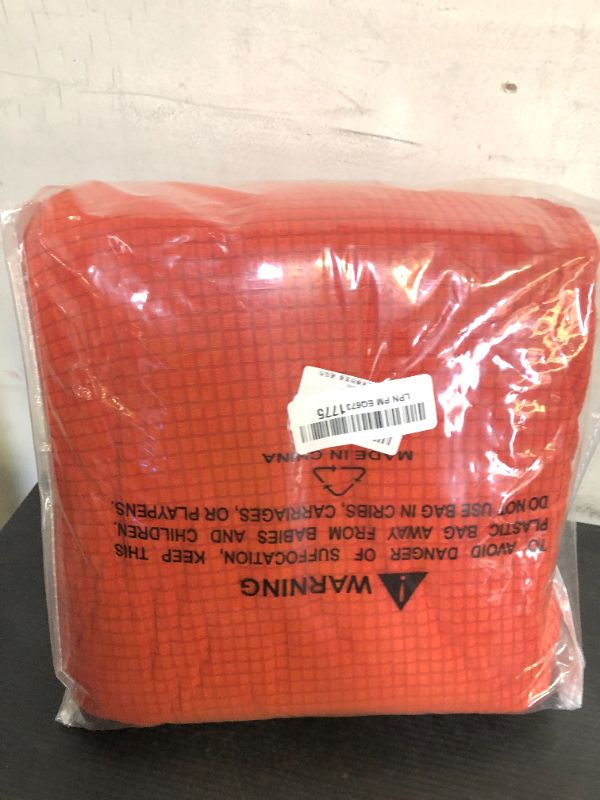 WARNING
TO AVOID DANGER OF SUFFOCATION, KEEP THIS
PLASTIC BAG AWAY FROM BABIES AND CHILDREN.
DO NOT USE BAG IN CRIBS, CARRIAGES, OR PLAYPENS.
MADE IN CHINA
LPN PM EQ6731775